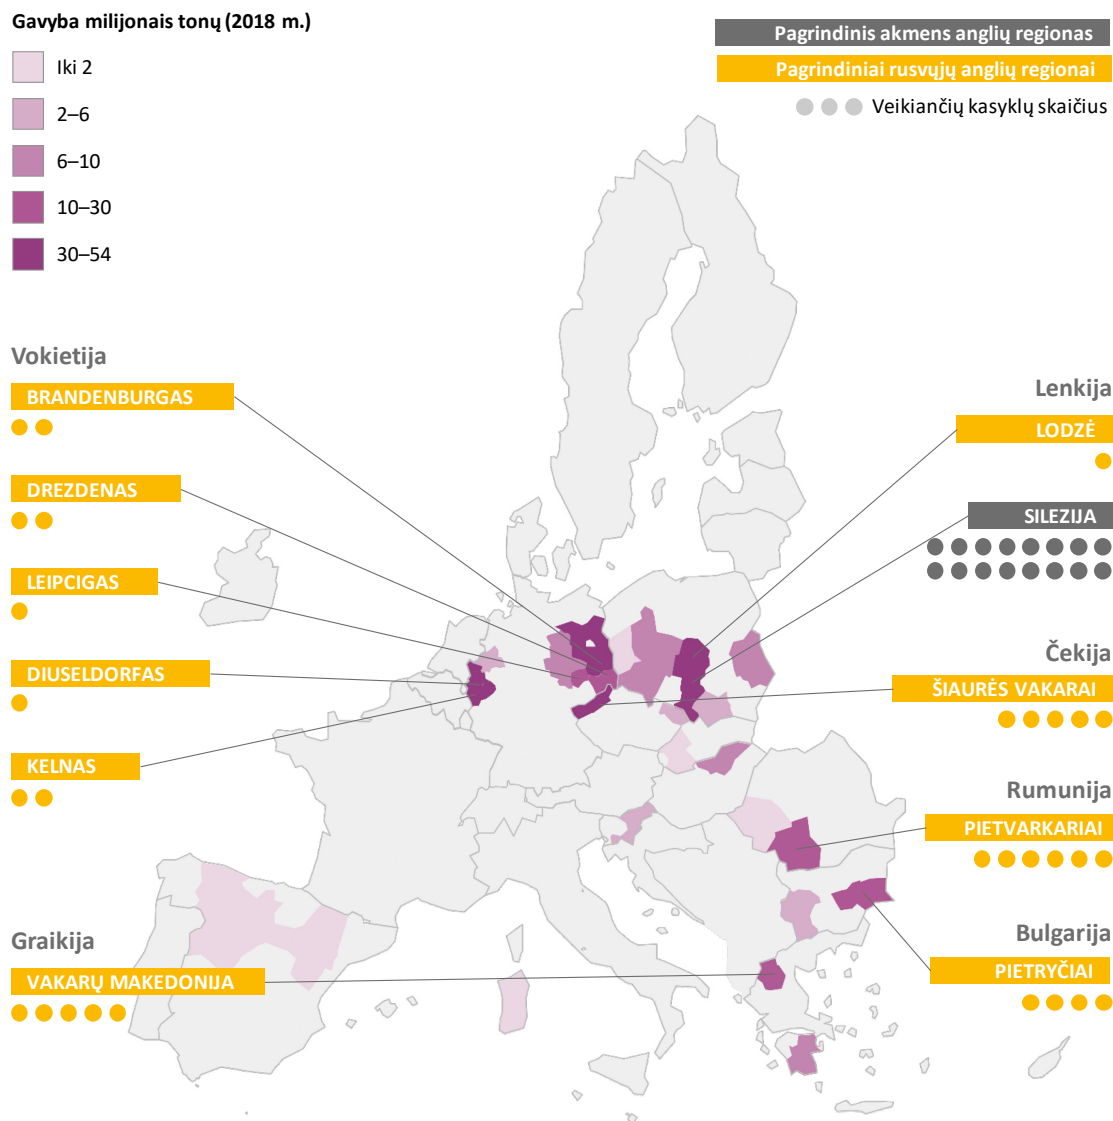 Gavyba milijonais tonų (2018 m.)
Iki 2
2–6
6–10
10–30
30–54
Pagrindinis akmens anglių regionas
Pagrindiniai rusvųjų anglių regionai
Veikiančių kasyklų skaičius
Vokietija
BRANDENBURGAS
DREZDENAS
LEIPCIGAS
DIUSELDORFAS
KELNAS
Graikija
VAKARŲ MAKEDONIJA
Lenkija
LODZĖ
SILEZIJA
Čekija
ŠIAURĖS VAKARAI
Rumunija
PIETVARKARIAI
Bulgarija
PIETRYČIAI